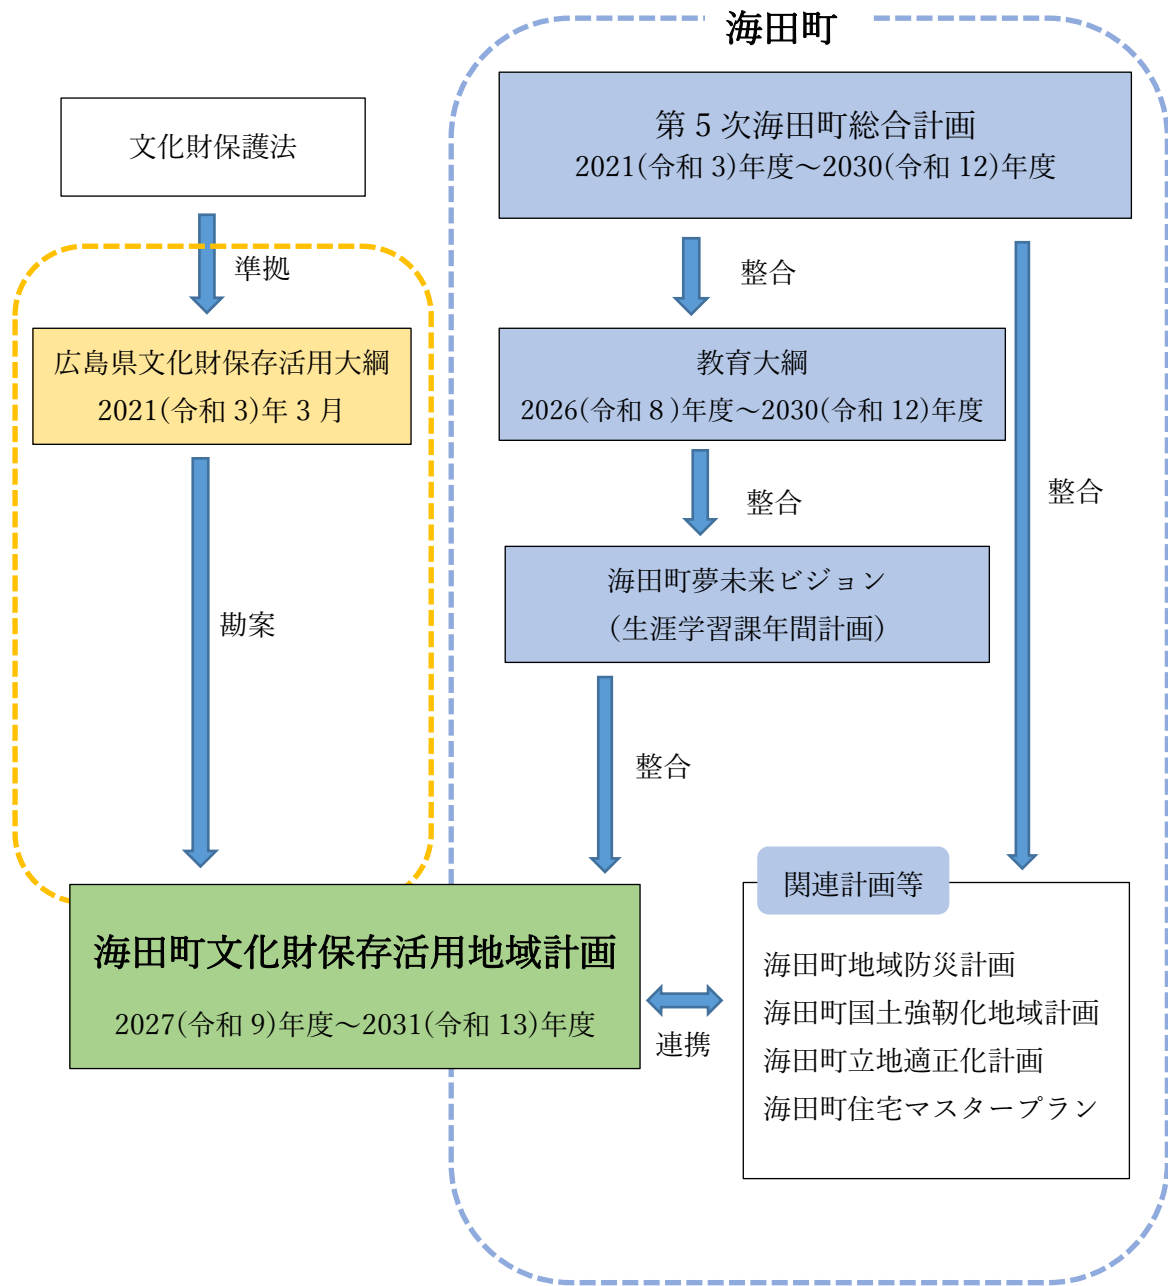 海田町
文化財保護法
準拠
広島県文化財保存活用大綱
2021(令和 3)年 3 月
勘案
第 5 次海田町総合計画
2021(令和 3)年度～2030(令和 12)年度
整合
教育大綱
2026(令和 8 )年度～2030(令和 12)年度
整合
整合
海田町夢未来ビジョン
（生涯学習課年間計画）
整合
海田町文化財保存活用地域計画
2027(令和 9)年度～2031(令和 13)年度
連携
関連計画等
海田町地域防災計画
海田町国土強靭化地域計画
海田町立地適正化計画
海田町住宅マスタープラン